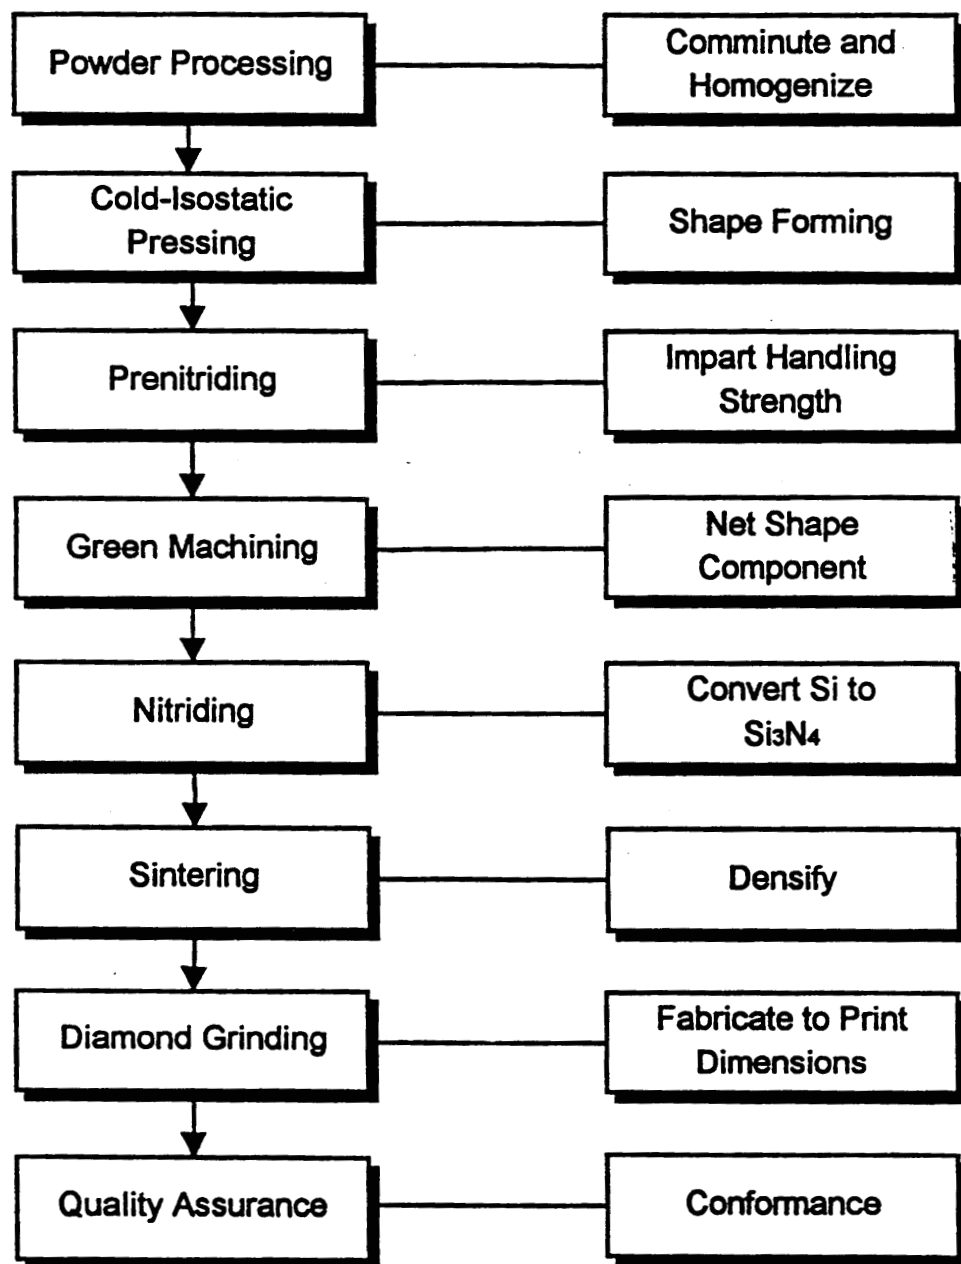 Powder Processing
Comminute and
Homogenize
Cold-Isostatic
Pressing
Shape Forming
Prenitriding
Impart Handling
Strength
Green Machining
Net Shape
Component
Nitriding
Convert Si to
Si₃N₄
Sintering
Densify
Diamond Grinding
Fabricate to Print
Dimensions
Quality Assurance
Conformance